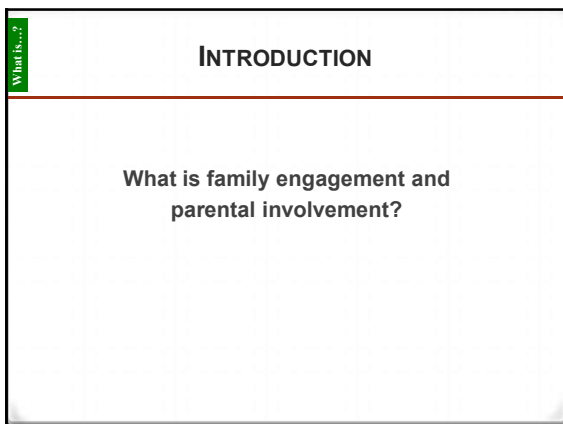 What is…?
INTRODUCTION
What is family engagement and
parental involvement?